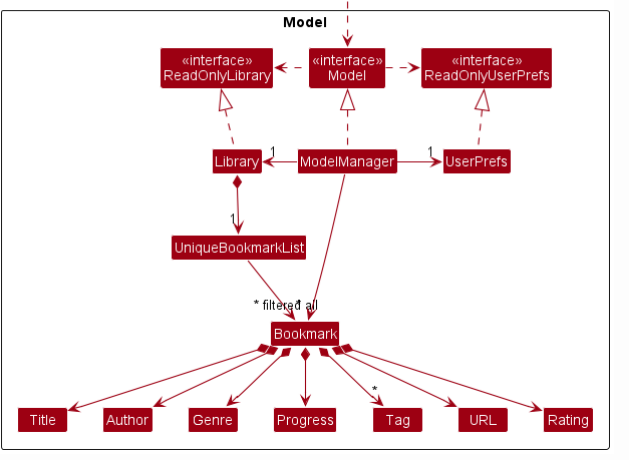 Model
«interface»
ReadOnlyLibrary
«interface»
Model
«interface»
ReadOnlyUserPrefs
Library
1
ModelManager
1
UserPrefs
1
UniqueBookmarkList
* filtered
* all
Bookmark
*
Title
Author
Genre
Progress
Tag
URL
Rating